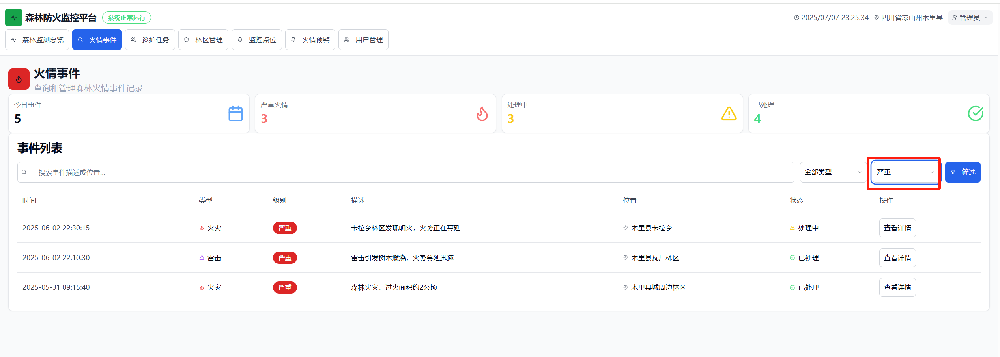 森林防火监控平台 系统正常运行 2025/07/07 23:25:34 四川省凉山州木里县 管理员
森林监测总览 火情事件 巡护任务 林区管理 监控点位 火情预警 用户管理
火情事件
查询和管理森林火情事件记录
今日事件 严重火情 处理中 已处理
5 3 3 4
事件列表
搜索事件描述或位置... 全部类型 严重 筛选
时间 类型 级别 描述 位置 状态 操作
2025-06-02 22:30:15 火灾 严重 卡拉乡林区发现明火，火势正在蔓延 木里县卡拉乡 处理中 查看详情
2025-06-02 22:10:30 雷击 严重 雷击引发树木燃烧，火势蔓延迅速 木里县瓦厂林区 已处理 查看详情
2025-05-31 09:15:40 火灾 严重 森林火灾，过火面积约2公顷 木里县城周边林区 已处理 查看详情